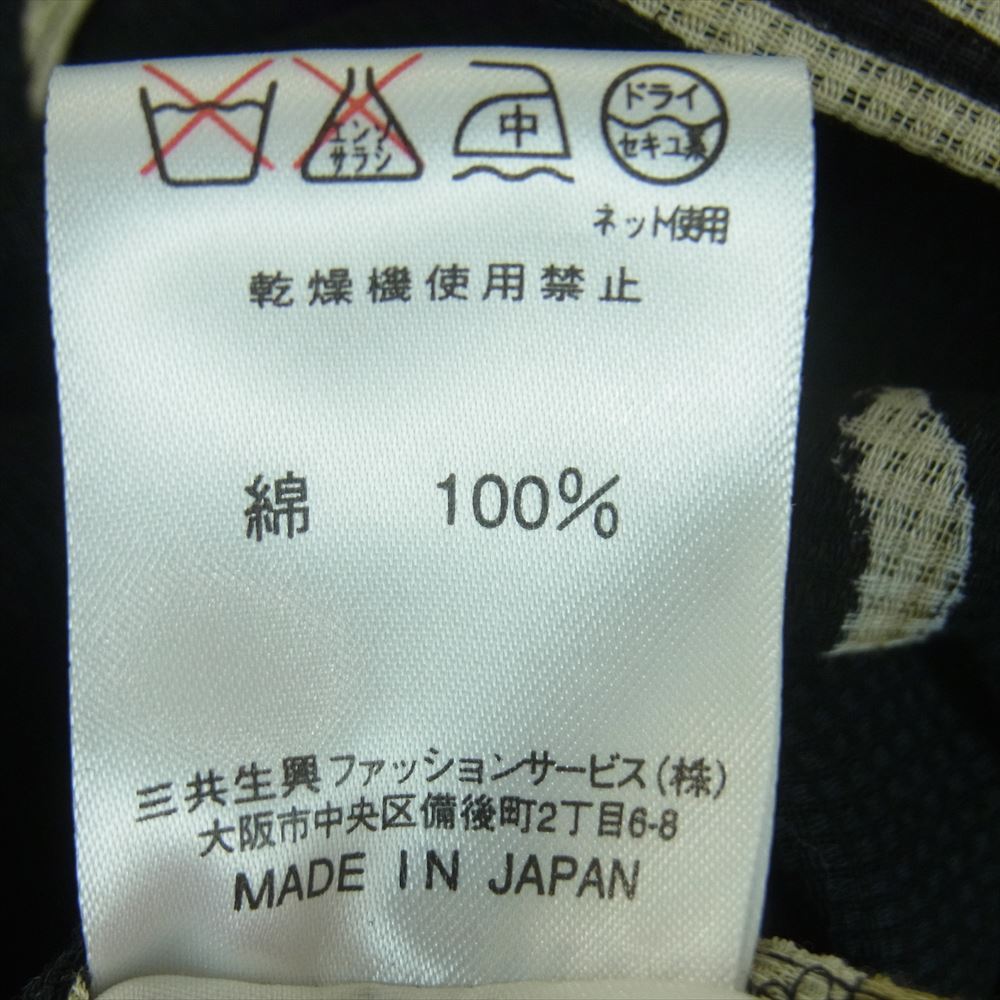 エンソ
サラシ
中
ドライ
セキユ系
ネット使用
乾燥機使用禁止
綿 100%
三共生興ファッションサービス(株)
大阪市中央区備後町2丁目6-8
MADE IN JAPAN